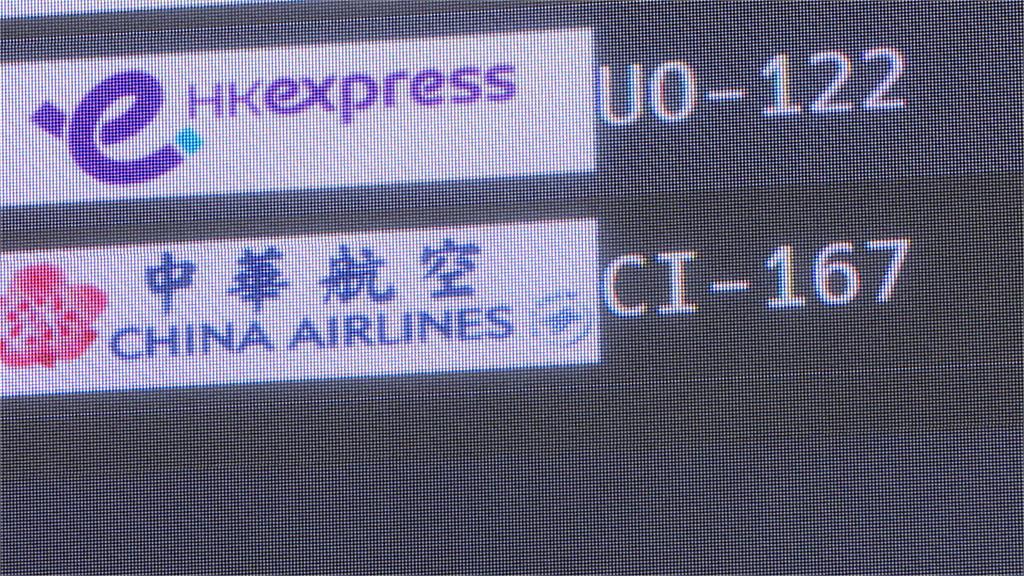 HKexpress UO-122
中華航空
CHINA AIRLINES CI-167